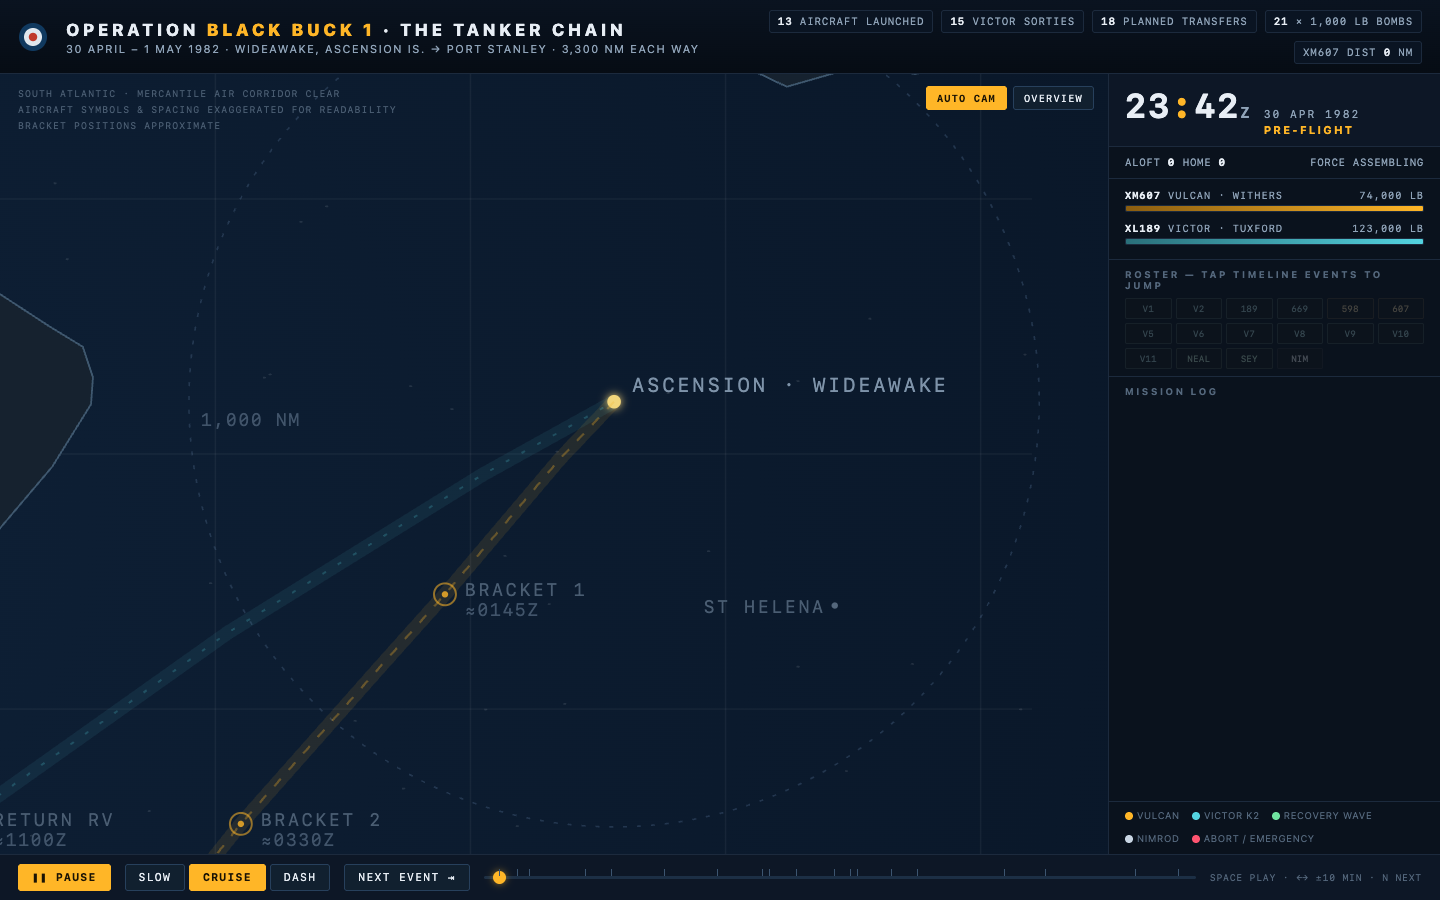 OPERATION BLACK BUCK 1 · THE TANKER CHAIN
30 APRIL – 1 MAY 1982 · WIDEAWAKE, ASCENSION IS. → PORT STANLEY · 3,300 NM EACH WAY
13 AIRCRAFT LAUNCHED
15 VICTOR SORTIES
18 PLANNED TRANSFERS
21 × 1,000 LB BOMBS
XM607 DIST 0 NM
SOUTH ATLANTIC · MERCANTILE AIR CORRIDOR CLEAR
AIRCRAFT SYMBOLS & SPACING EXAGGERATED FOR READABILITY
BRACKET POSITIONS APPROXIMATE
AUTO CAM
OVERVIEW
ASCENSION · WIDEAWAKE
1,000 NM
BRACKET 1
≈0145Z
ST HELENA
RETURN RV
≈1100Z
BRACKET 2
≈0330Z
23:42Z 30 APR 1982
PRE-FLIGHT
ALOFT 0 HOME 0 FORCE ASSEMBLING
XM607 VULCAN · WITHERS 74,000 LB
XL189 VICTOR · TUXFORD 123,000 LB
ROSTER — TAP TIMELINE EVENTS TO
JUMP
V1 V2 189 669 598 607
V5 V6 V7 V8 V9 V10
V11 NEAL SEY NIM
MISSION LOG
VULCAN VICTOR K2 RECOVERY WAVE
NIMROD ABORT / EMERGENCY
❚❚ PAUSE
SLOW
CRUISE
DASH
NEXT EVENT ⇥
SPACE PLAY · ↔ ±10 MIN · N NEXT